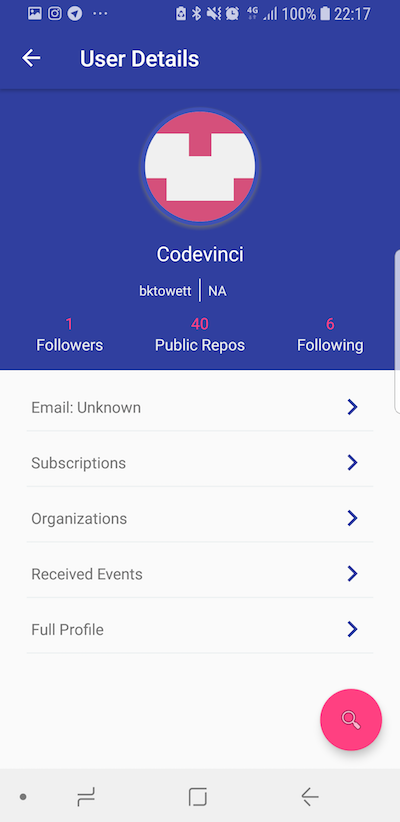 4G 100% 22:17
User Details
Codevinci
bktowett | NA
1 40 6
Followers Public Repos Following
Email: Unknown
Subscriptions
Organizations
Received Events
Full Profile